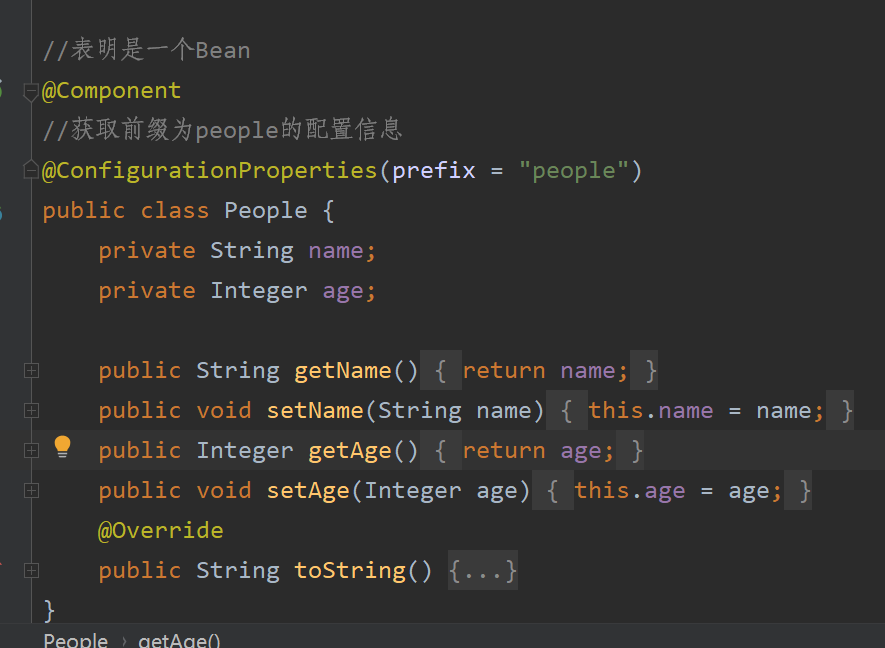 //表明是一个Bean
@Component
//获取前缀为people的配置信息
@ConfigurationProperties(prefix = "people")
public class People {
    private String name;
    private Integer age;
    public String getName() { return name; }
    public void setName(String name) { this.name = name; }
    public Integer getAge() { return age; }
    public void setAge(Integer age) { this.age = age; }
    @Override
    public String toString() {...}
}
People › getAge()